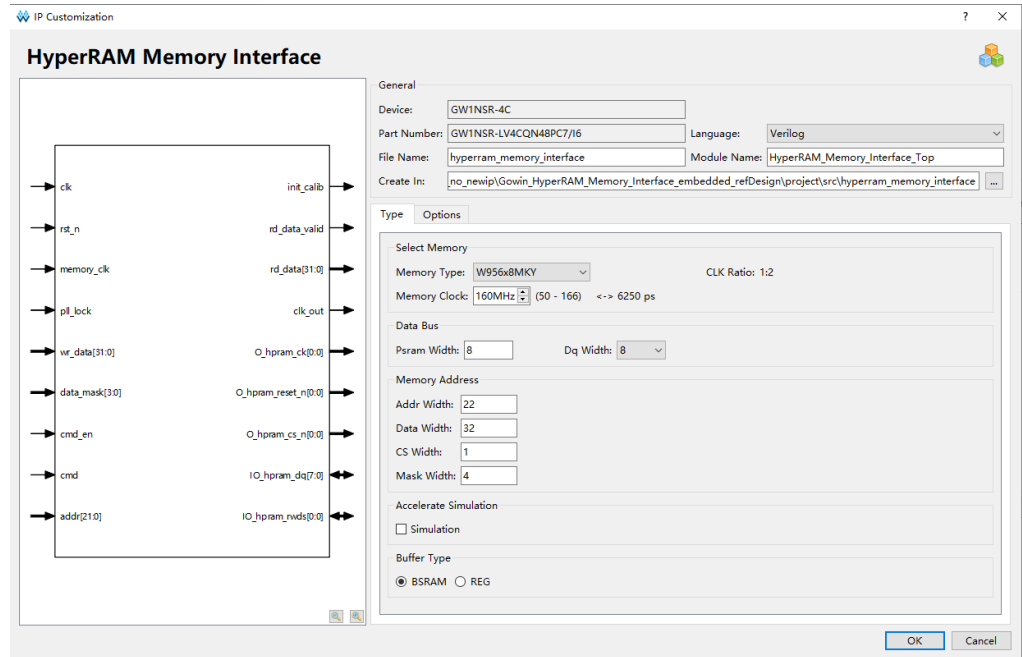 IP Customization
?
HyperRAM Memory Interface
clk
rst_n
memory_clk
pll_lock
wr_data[31:0]
data_mask[3:0]
cmd_en
cmd
addr[21:0]
init_calib
rd_data_valid
rd_data[31:0]
clk_out
O_hpram_ck[0:0]
O_hpram_reset_n[0:0]
O_hpram_cs_n[0:0]
IO_hpram_dq[7:0]
IO_hpram_rwds[0:0]
General
Device: GW1NSR-4C
Part Number: GW1NSR-LV4CQN48PC7/I6 Language: Verilog
File Name: hyperram_memory_interface Module Name: HyperRAM_Memory_Interface_Top
Create In: _no_newip\Gowin_HyperRAM_Memory_Interface_embedded_refDesign\project\src\hyperram_memory_interface ...
Type Options
Select Memory
Memory Type: W956x8MKY CLK Ratio: 1:2
Memory Clock: 160MHz (50 - 166) <-> 6250 ps
Data Bus
Psram Width: 8 Dq Width: 8
Memory Address
Addr Width: 22
Data Width: 32
CS Width: 1
Mask Width: 4
Accelerate Simulation
Simulation
Buffer Type
BSRAM REG
OK Cancel